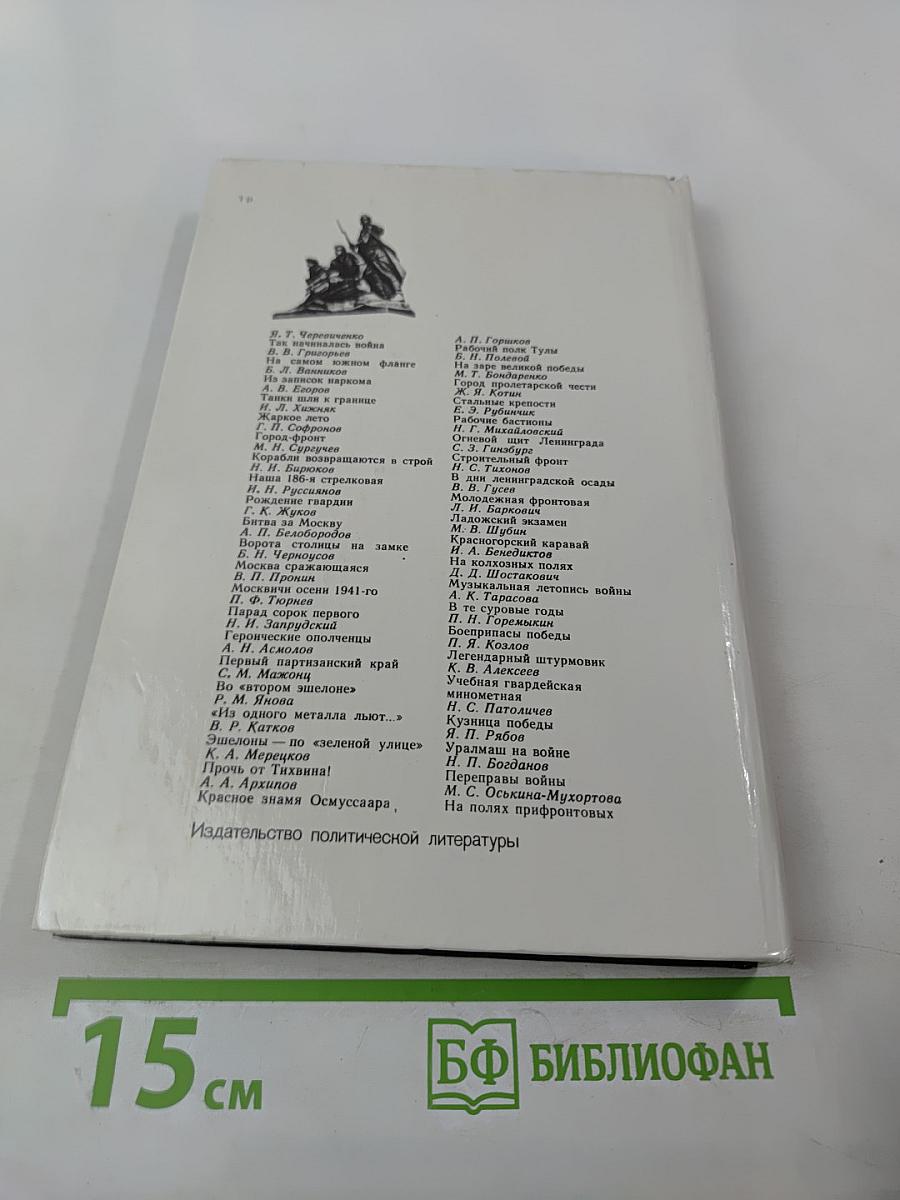 1 р
Я. Т. Черевиченко
Так начиналась война
В. В. Григорьев
На самом южном фланге
Б. Л. Ванников
Из записок наркома
А. В. Егоров
Танки шли к границе
И. Л. Хижняк
Жаркое лето
Г. П. Софронов
Город-фронт
М. Н. Сургучев
Корабли возвращаются в строй
Н. И. Бирюков
Наша 186-я стрелковая
И. Н. Руссиянов
Рождение гвардии
Г. К. Жуков
Битва за Москву
А. П. Белобородов
Ворота столицы на замке
Б. Н. Черноусов
Москва сражающаяся
В. П. Пронин
Москвичи осени 1941-го
П. Ф. Тюрнев
Парад сорок первого
Н. И. Запрудский
Героические ополченцы
А. Н. Асмолов
Первый партизанский край
С. М. Мажонц
Во «втором эшелоне»
Р. М. Янова
«Из одного металла льют...»
В. Р. Катков
Эшелоны — по «зеленой улице»
К. А. Мерецков
Прочь от Тихвина!
А. А. Архипов
Красное знамя Осмуссаара
А. П. Горшков
Рабочий полк Тулы
Б. Н. Полевой
На заре великой победы
М. Т. Бондаренко
Город пролетарской чести
Ж. Я. Котин
Стальные крепости
Е. Э. Рубинчик
Рабочие бастионы
Н. Г. Михайловский
Огневой щит Ленинграда
С. З. Гинзбург
Строительный фронт
Н. С. Тихонов
В дни ленинградской осады
В. В. Гусев
Молодежная фронтовая
Л. И. Баркович
Ладожский экзамен
М. В. Шубин
Красногорский каравай
И. А. Бенедиктов
На колхозных полях
Д. Д. Шостакович
Музыкальная летопись войны
А. К. Тарасова
В те суровые годы
П. Н. Горемыкин
Боеприпасы победы
П. Я. Козлов
Легендарный штурмовик
К. В. Алексеев
Учебная гвардейская
минометная
Н. С. Патоличев
Кузница победы
Я. П. Рябов
Уралмаш на войне
Н. П. Богданов
Переправы войны
М. С. Оськина-Мухортова
На полях прифронтовых
Издательство политической литературы
15 см
БФ БИБЛИОФАН